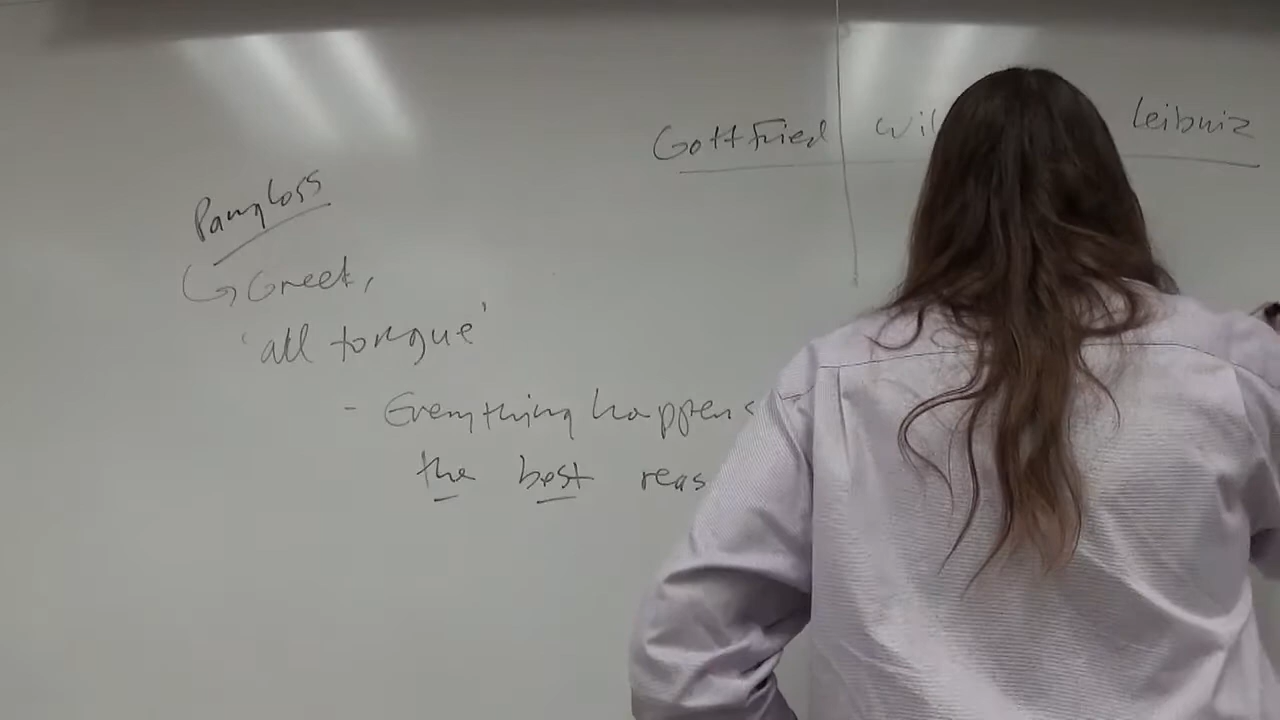 Gottfried Wil Leibniz
Pangloss
Greek,
'all tongue'
- Everything happens
the best reas